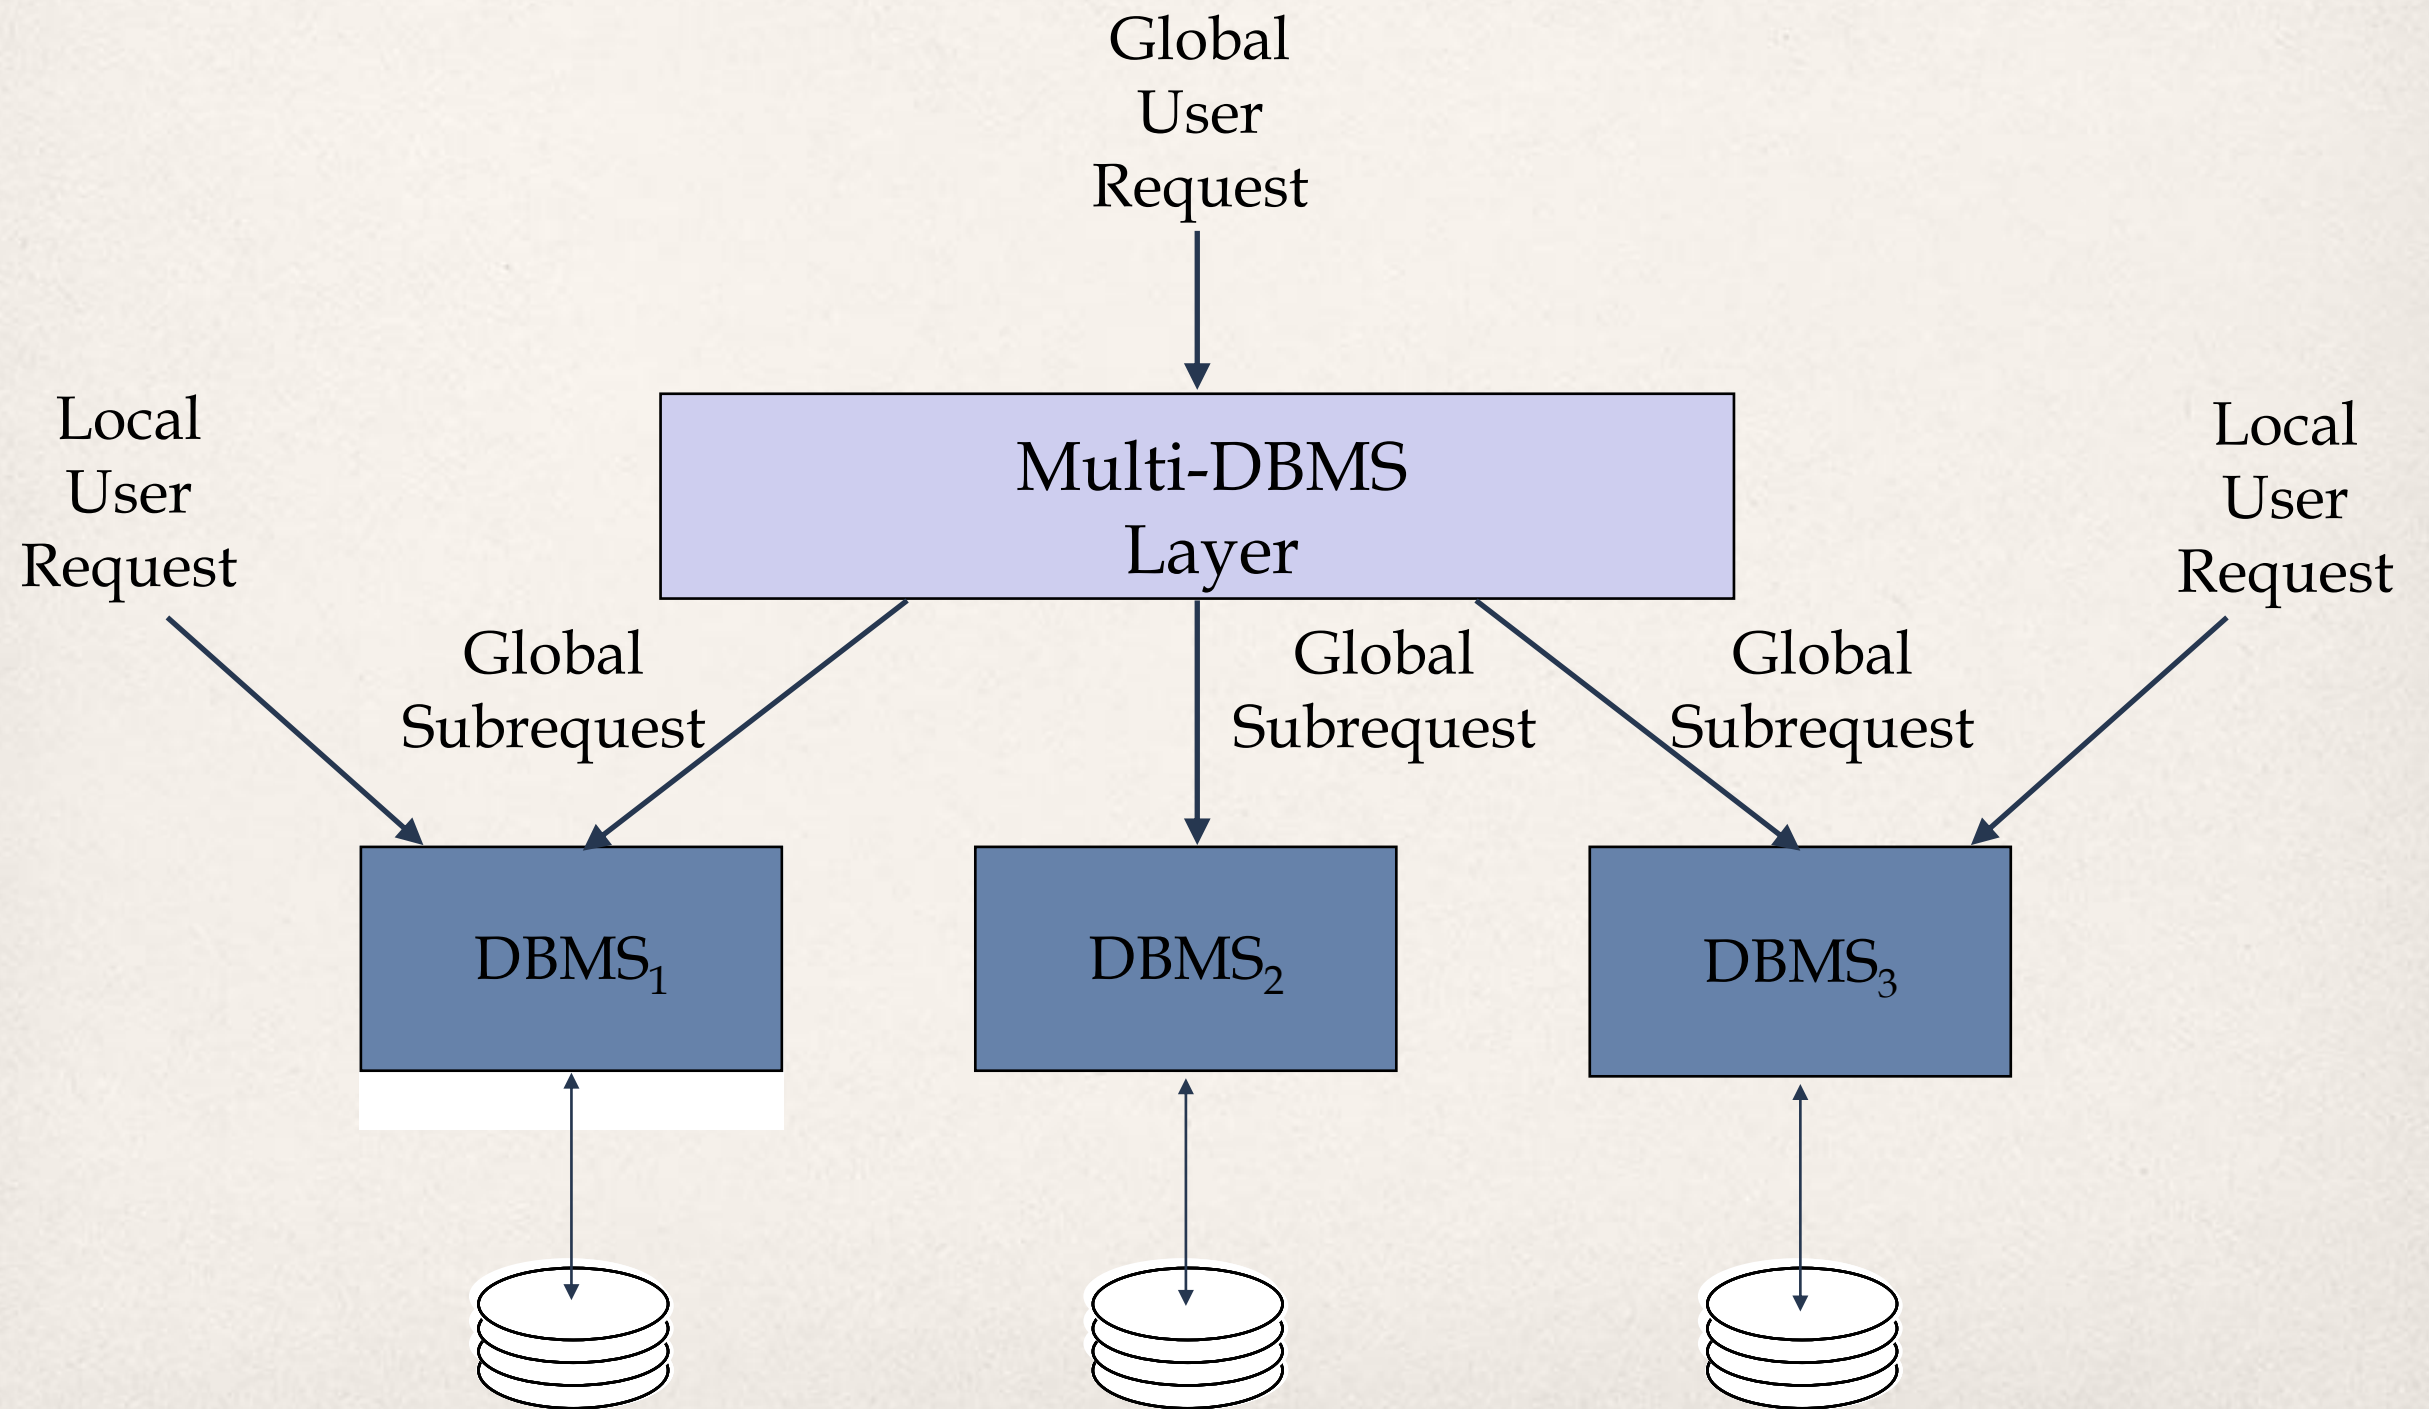 Global
User
Request
Local
User
Request
Multi-DBMS
Layer
Local
User
Request
Global
Subrequest
Global
Subrequest
Global
Subrequest
DBMS₁
DBMS₂
DBMS₃